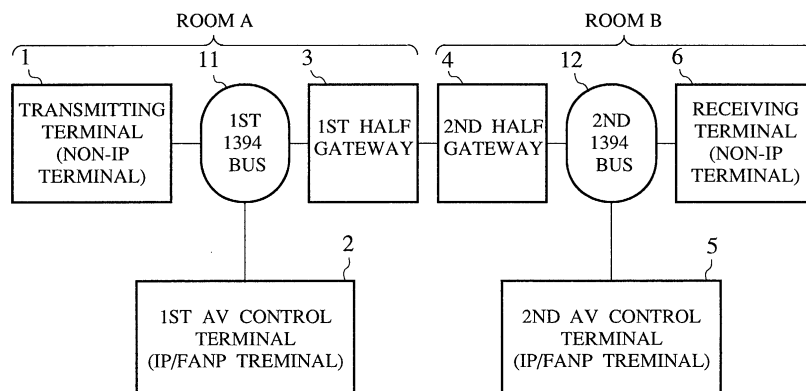 ROOM A
ROOM B
1
11
3
4
12
6
TRANSMITTING
TERMINAL
(NON-IP
TERMINAL)
1ST
1394
BUS
1ST HALF
GATEWAY
2ND HALF
GATEWAY
2ND
1394
BUS
RECEIVING
TERMINAL
(NON-IP
TERMINAL)
2
5
1ST AV CONTROL
TERMINAL
(IP/FANP TREMINAL)
2ND AV CONTROL
TERMINAL
(IP/FANP TREMINAL)